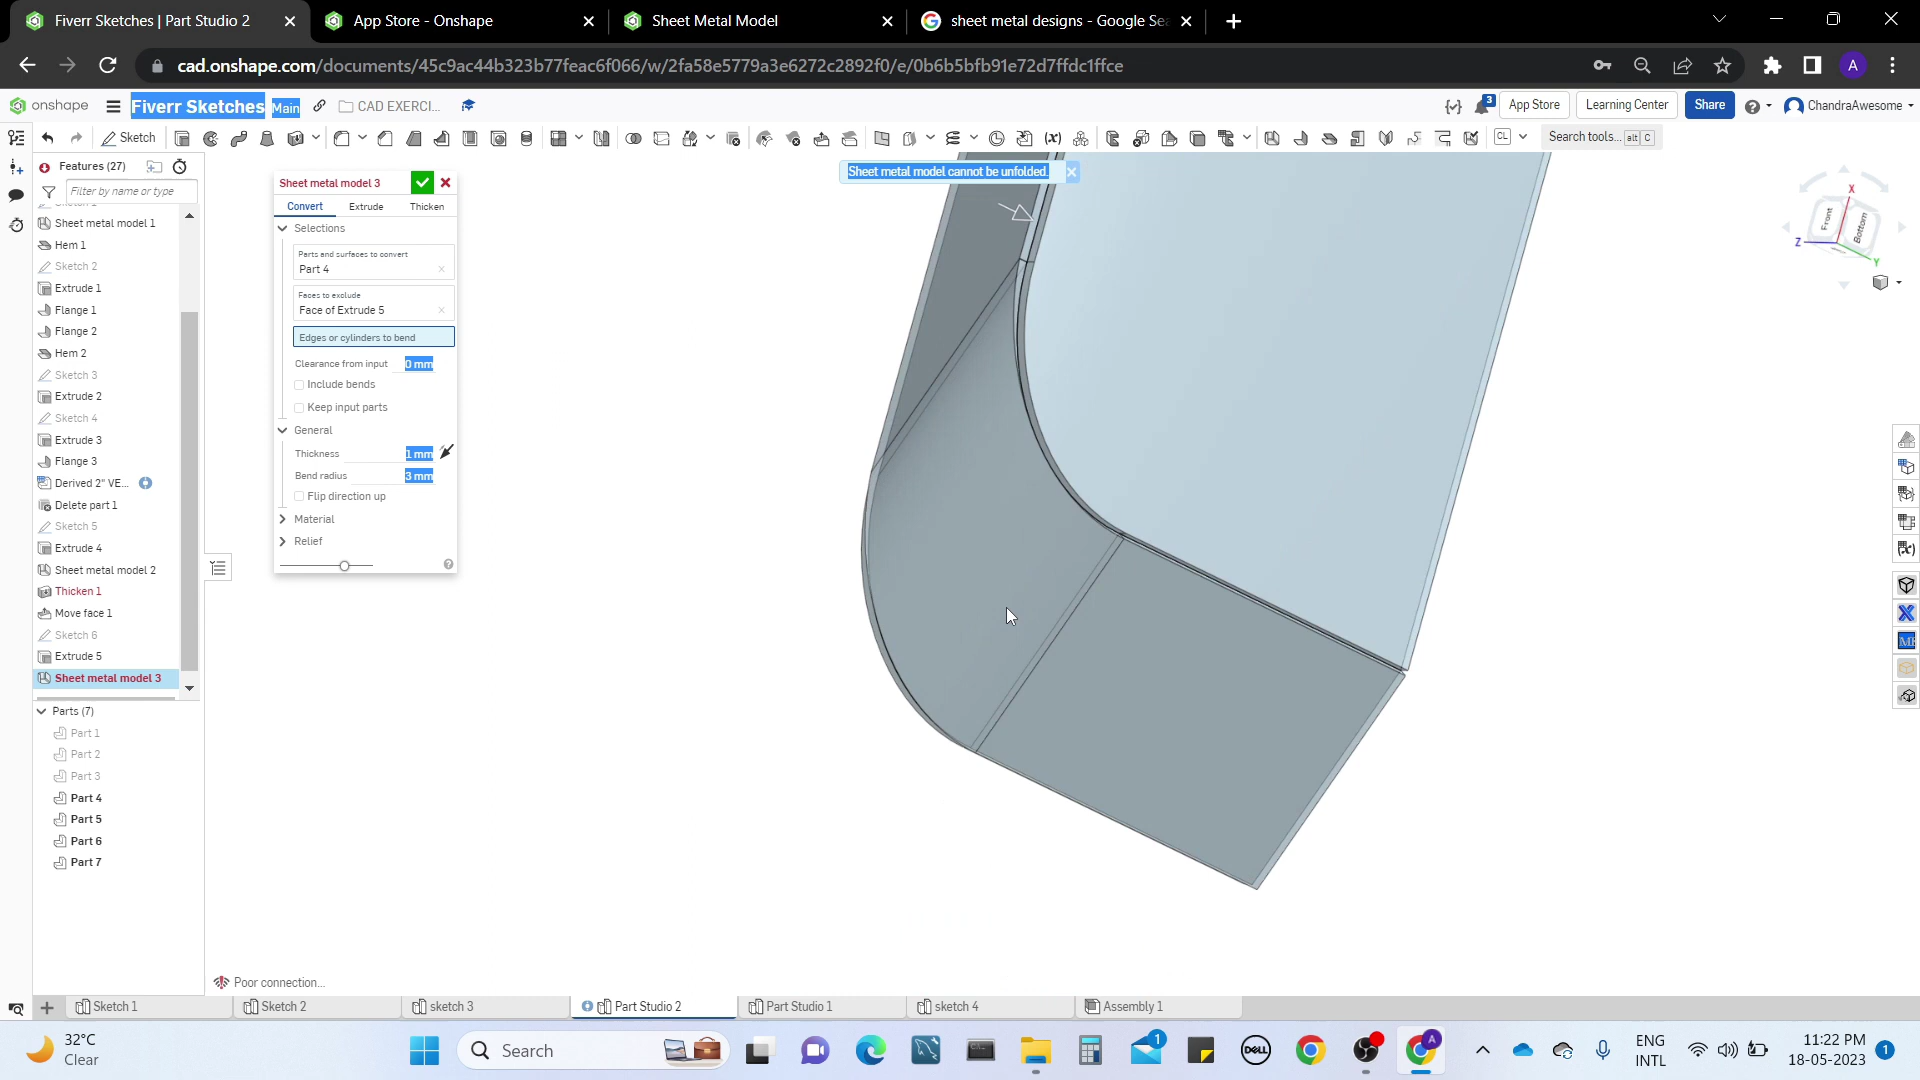 Fiverr Sketches | Part Studio 2
App Store - Onshape
Sheet Metal Model
sheet metal designs - Google Se
cad.onshape.com/documents/45c9ac44b323b77feac6f066/w/2fa58e5779a3e6272c2892f0/e/0b6b5bfb91e72d7ffdc1ffce
A
onshape
Fiverr Sketches
Main
CAD EXERCI...
3
App Store
Learning Center
Share
ChandraAwesome
Sketch
CL
Search tools... alt C
Features (27)
Filter by name or type
Sheet metal model 1
Hem 1
Sketch 2
Extrude 1
Flange 1
Flange 2
Hem 2
Sketch 3
Extrude 2
Sketch 4
Extrude 3
Flange 3
Derived 2" VE...
Delete part 1
Sketch 5
Extrude 4
Sheet metal model 2
Thicken 1
Move face 1
Sketch 6
Extrude 5
Sheet metal model 3
Parts (7)
Part 1
Part 2
Part 3
Part 4
Part 5
Part 6
Part 7
Sheet metal model 3
Convert
Extrude
Thicken
Selections
Parts and surfaces to convert
Part 4
Faces to exclude
Face of Extrude 5
Edges or cylinders to bend
Clearance from input 0 mm
Include bends
Keep input parts
General
Thickness 1 mm
Bend radius 3 mm
Flip direction up
Material
Relief
Sheet metal model cannot be unfolded.
X
Front
Bottom
Z
Y
Poor connection...
Sketch 1
Sketch 2
sketch 3
Part Studio 2
Part Studio 1
sketch 4
Assembly 1
32°C
Clear
Search
DELL
1
A
ENG
INTL
11:22 PM
18-05-2023
1